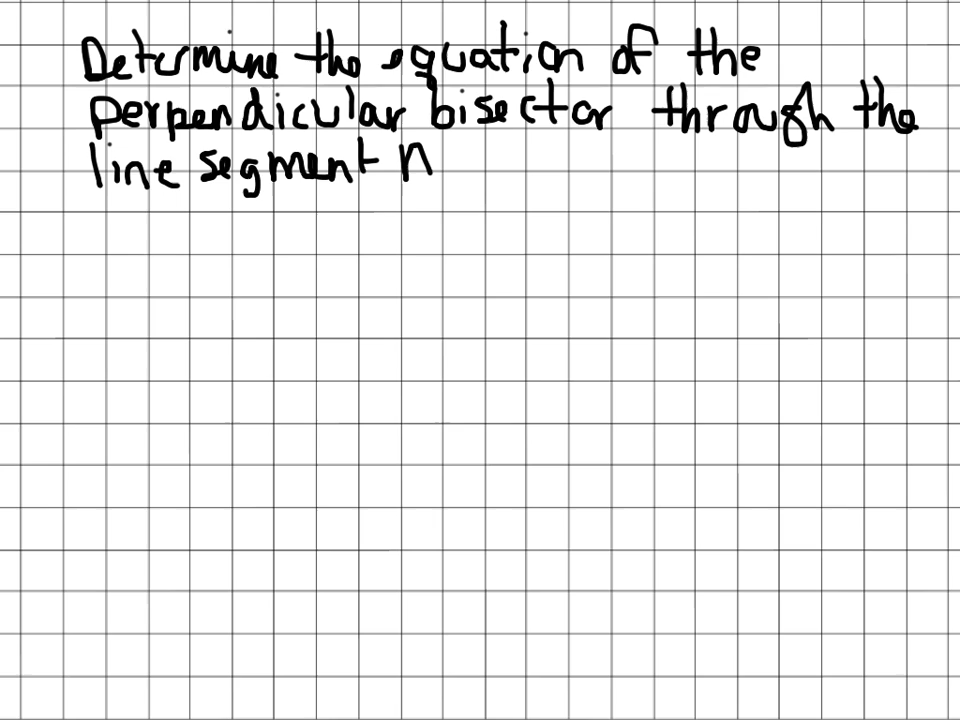 Determine the equation of the
perpendicular bisector through the
line segment n